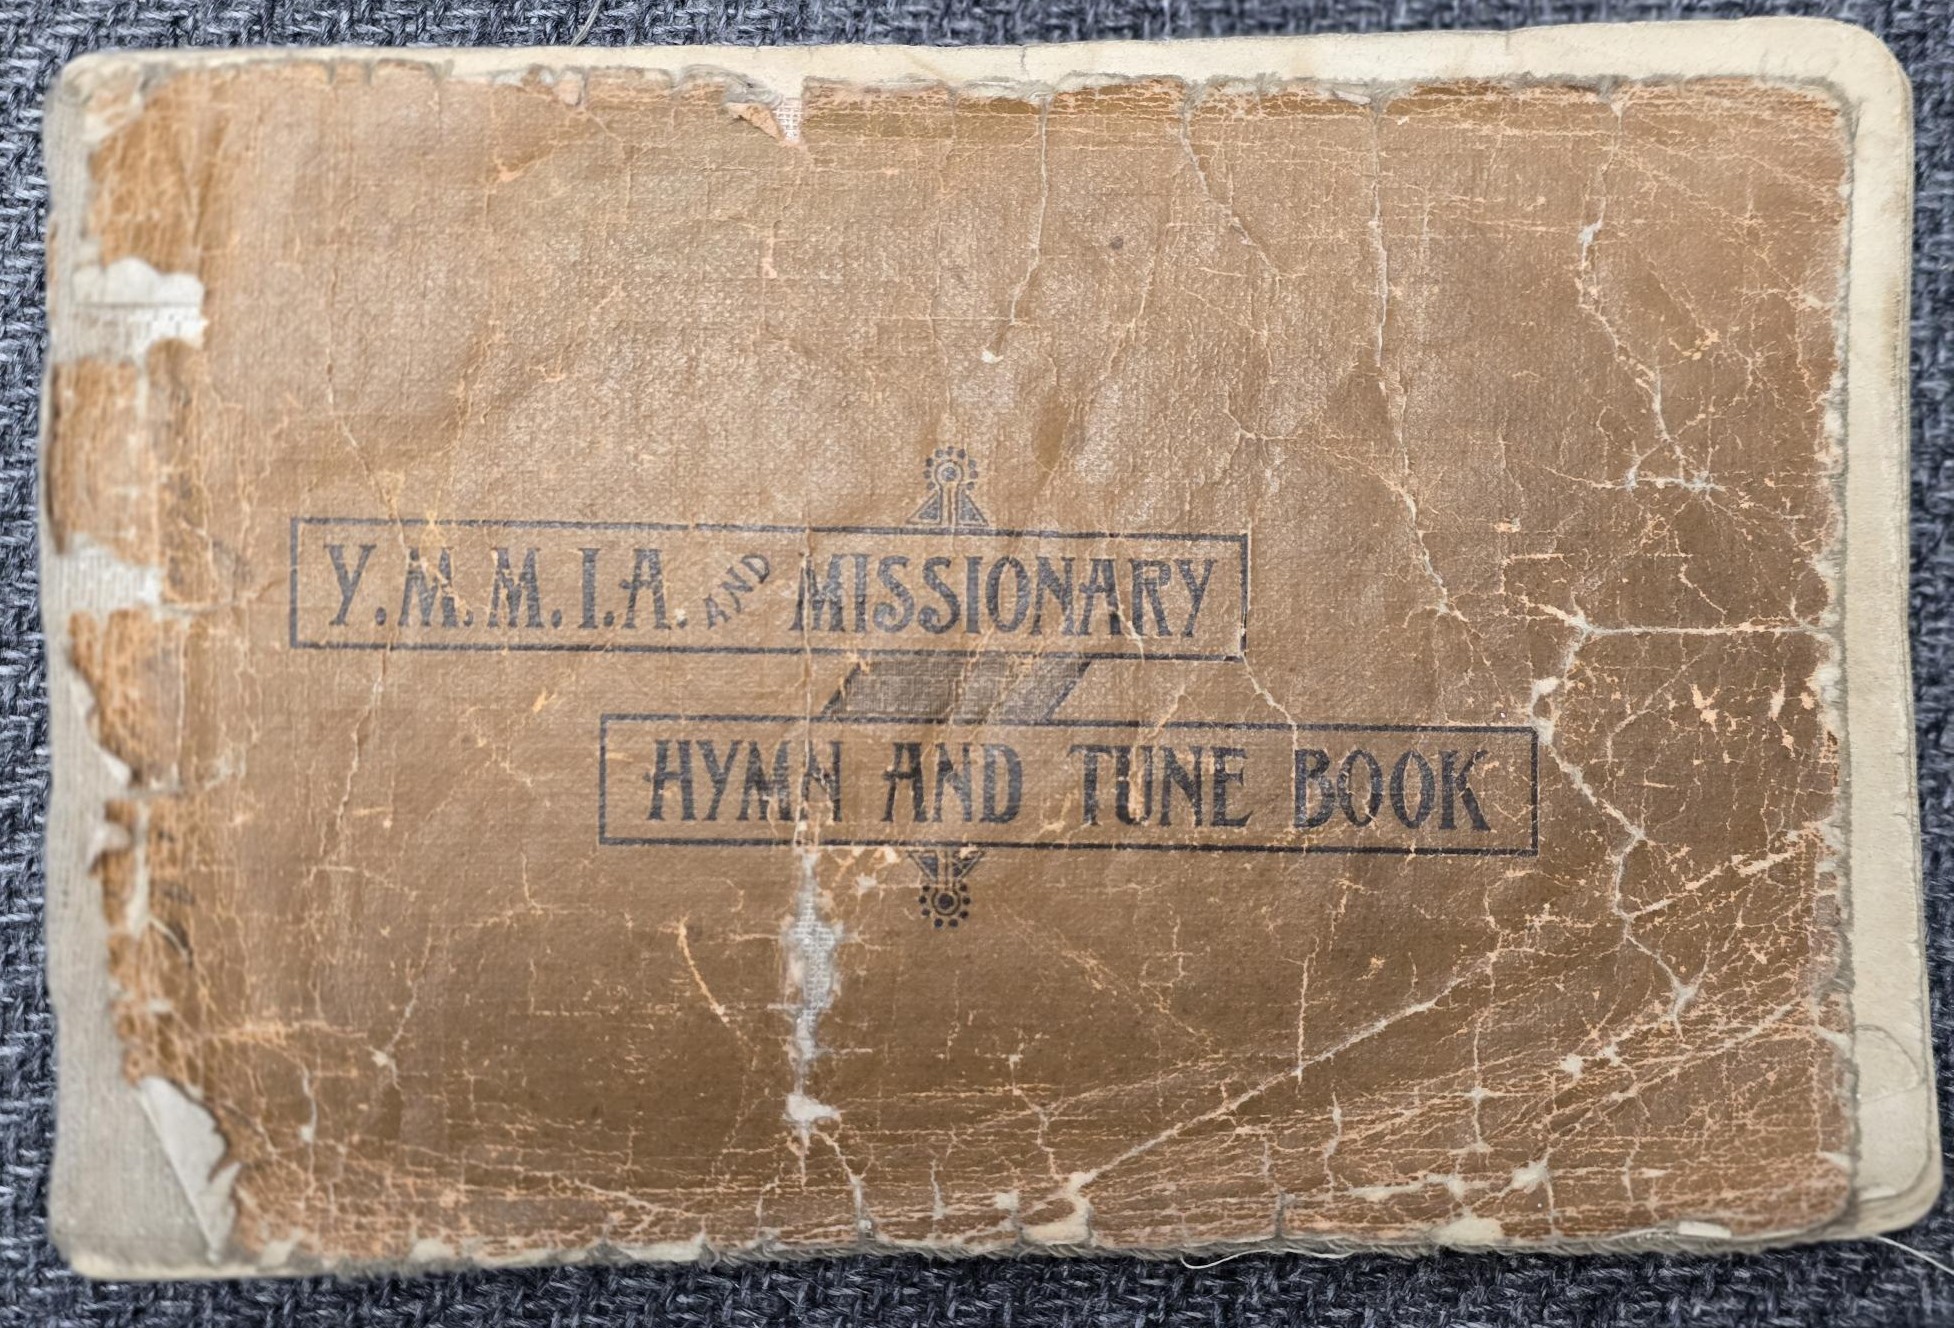 Y.M.M.I.A. AND MISSIONARY
HYMN AND TUNE BOOK